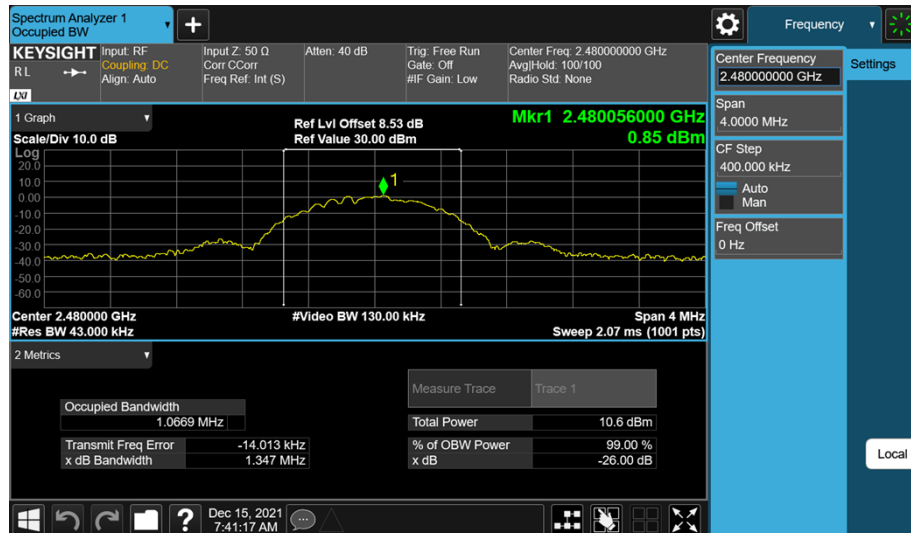 Spectrum Analyzer 1
Occupied BW
+
Frequency
KEYSIGHT
R L
LXI
Input: RF
Coupling: DC
Align: Auto
Input Z: 50 Ω
Corr CCorr
Freq Ref: Int (S)
Atten: 40 dB
Trig: Free Run
Gate: Off
#IF Gain: Low
Center Freq: 2.480000000 GHz
Avg|Hold: 100/100
Radio Std: None
1 Graph
Scale/Div 10.0 dB
Ref Lvl Offset 8.53 dB
Ref Value 30.00 dBm
Mkr1 2.480056000 GHz
0.85 dBm
Log
20.0
10.0
0.00
-10.0
-20.0
-30.0
-40.0
-50.0
-60.0
1
Center 2.480000 GHz
#Res BW 43.000 kHz
#Video BW 130.00 kHz
Span 4 MHz
Sweep 2.07 ms (1001 pts)
2 Metrics
Measure Trace Trace 1
Occupied Bandwidth
1.0669 MHz
Total Power 10.6 dBm
Transmit Freq Error -14.013 kHz
% of OBW Power 99.00 %
x dB Bandwidth 1.347 MHz
x dB -26.00 dB
?
Dec 15, 2021
7:41:17 AM
Center Frequency
2.480000000 GHz
Span
4.0000 MHz
CF Step
400.000 kHz
Auto
Man
Freq Offset
0 Hz
Settings
Local